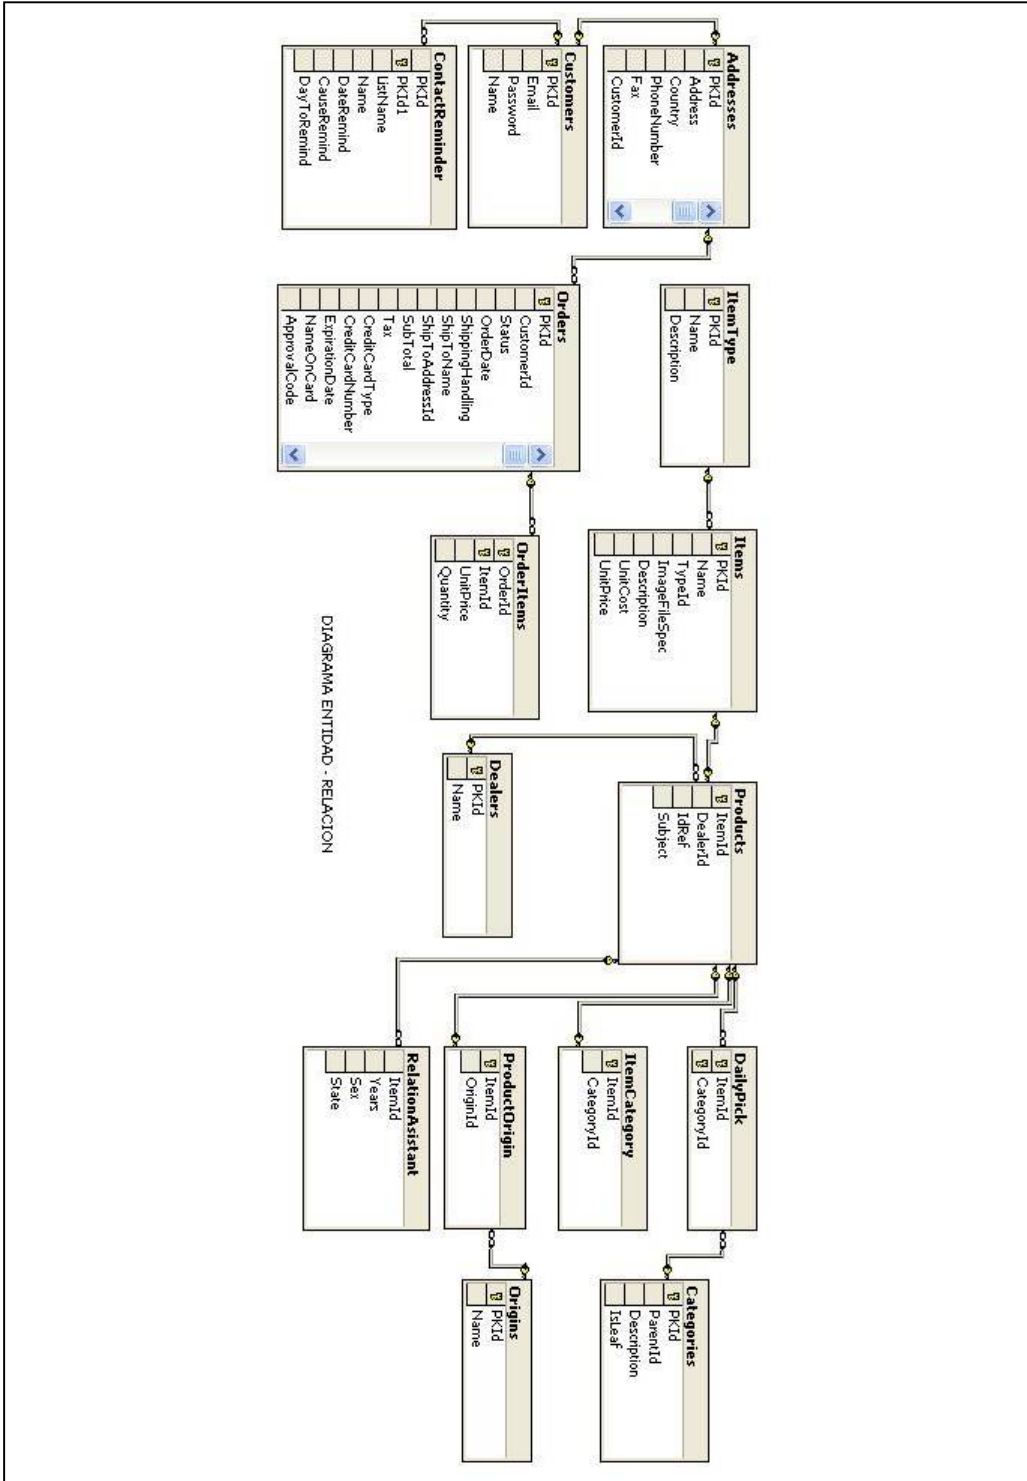 Addresses
PKId
Address
Country
PhoneNumber
Fax
CustomerId
Customers
PKId
Email
Password
Name
ContactReminder
PKId
PKId1
ListName
Name
DateRemind
CauseRemind
DayToRemind
ItemType
PKId
Name
Description
Orders
PKId
CustomerId
Status
OrderDate
ShippingHandling
ShipToName
ShipToAddressId
SubTotal
Tax
CreditCardType
CreditCardNumber
ExpirationDate
NameOnCard
ApprovalCode
Items
PKId
Name
TypeId
ImageFileSpec
Description
UnitCost
UnitPrice
OrderItems
OrderId
ItemId
UnitPrice
Quantity
Products
ItemId
DealerId
IdRef
Subject
Dealers
PKId
Name
DailyPick
ItemId
CategoryId
ItemCategory
ItemId
CategoryId
ProductOrigin
ItemId
OriginId
RelationAsistant
ItemId
Years
Sex
State
Categories
PKId
ParentId
Description
IsLeaf
Origins
PKId
Name
DIAGRAMA ENTIDAD - RELACION